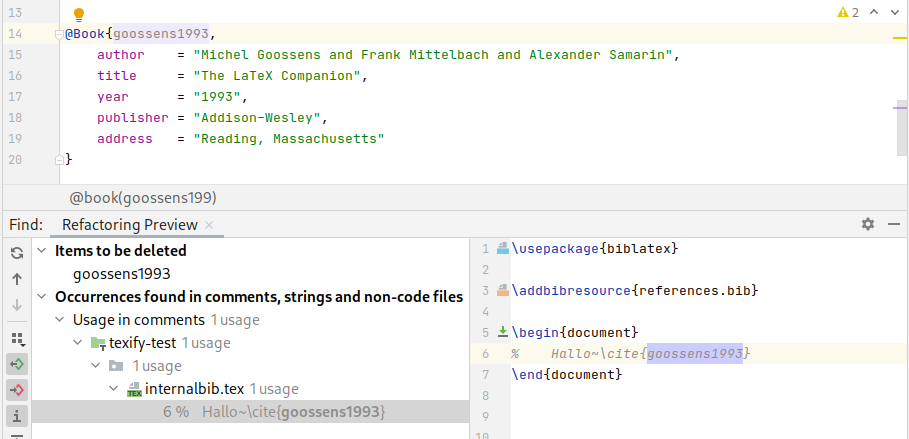 13
2
14 @Book{goossens1993,
15 author = "Michel Goossens and Frank Mittelbach and Alexander Samarin",
16 title = "The LaTeX Companion",
17 year = "1993",
18 publisher = "Addison-Wesley",
19 address = "Reading, Massachusetts"
20 }
@book(goossens199)
Find: Refactoring Preview
Items to be deleted
goossens1993
Occurrences found in comments, strings and non-code files
Usage in comments 1 usage
texify-test 1 usage
1 usage
TEX internalbib.tex 1 usage
6 % Hallo~\cite{goossens1993}
1 \usepackage{biblatex}
2
3 \addbibresource{references.bib}
4
5 \begin{document}
6 % Hallo~\cite{goossens1993}
7 \end{document}
8
9
10